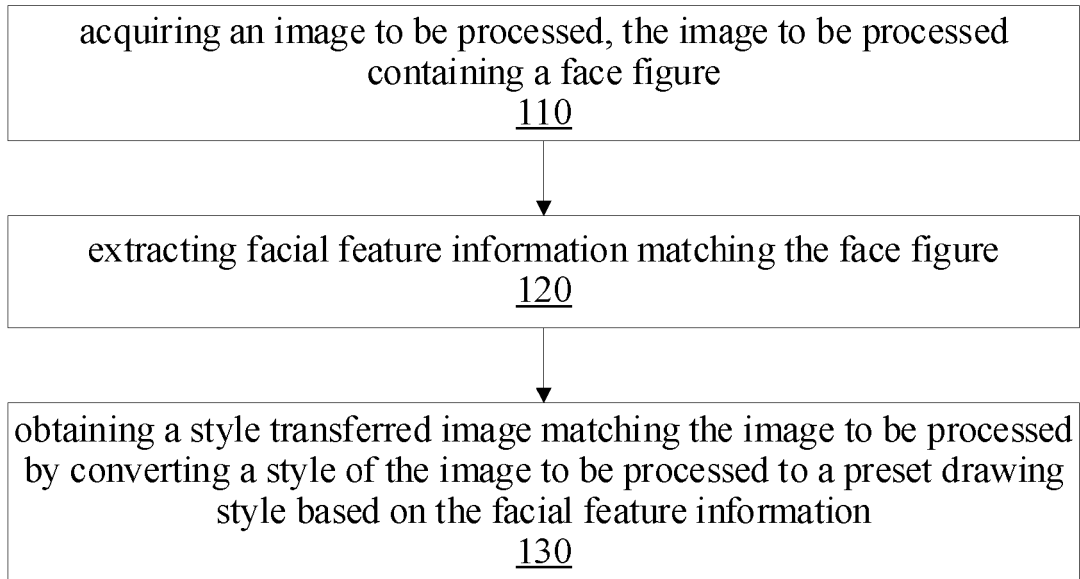 acquiring an image to be processed, the image to be processed
containing a face figure
110
extracting facial feature information matching the face figure
120
obtaining a style transferred image matching the image to be processed
by converting a style of the image to be processed to a preset drawing
style based on the facial feature information
130